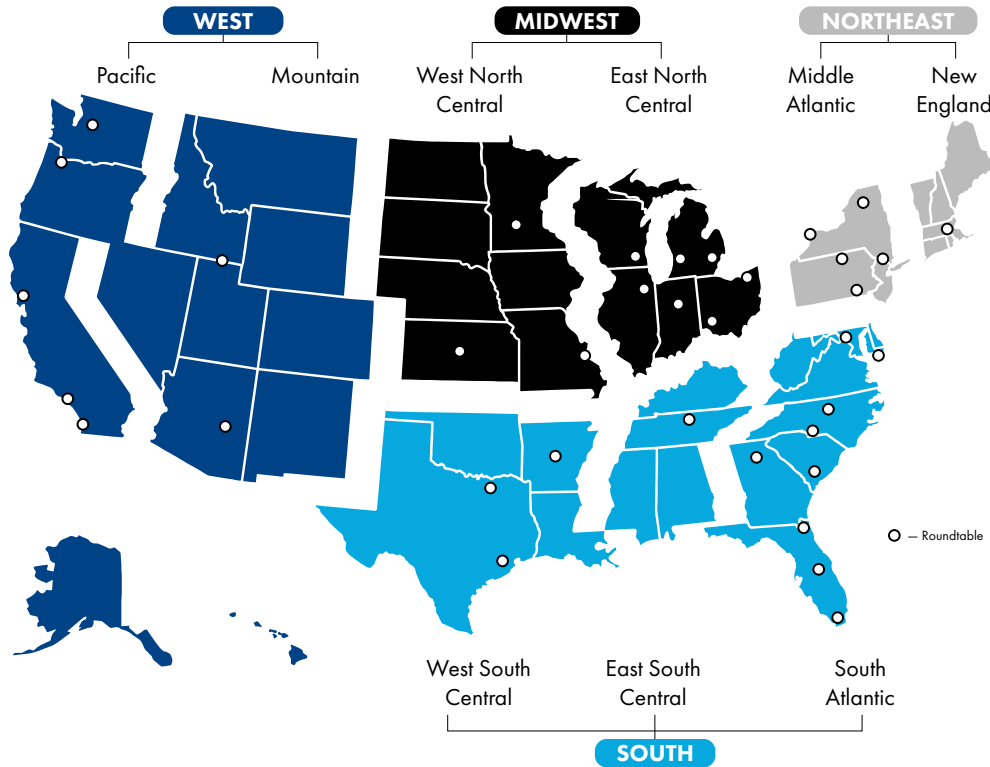 WEST
MIDWEST
NORTHEAST
Pacific
Mountain
West North
Central
East North
Central
Middle
Atlantic
New
England
— Roundtable
West South
Central
East South
Central
South
Atlantic
SOUTH